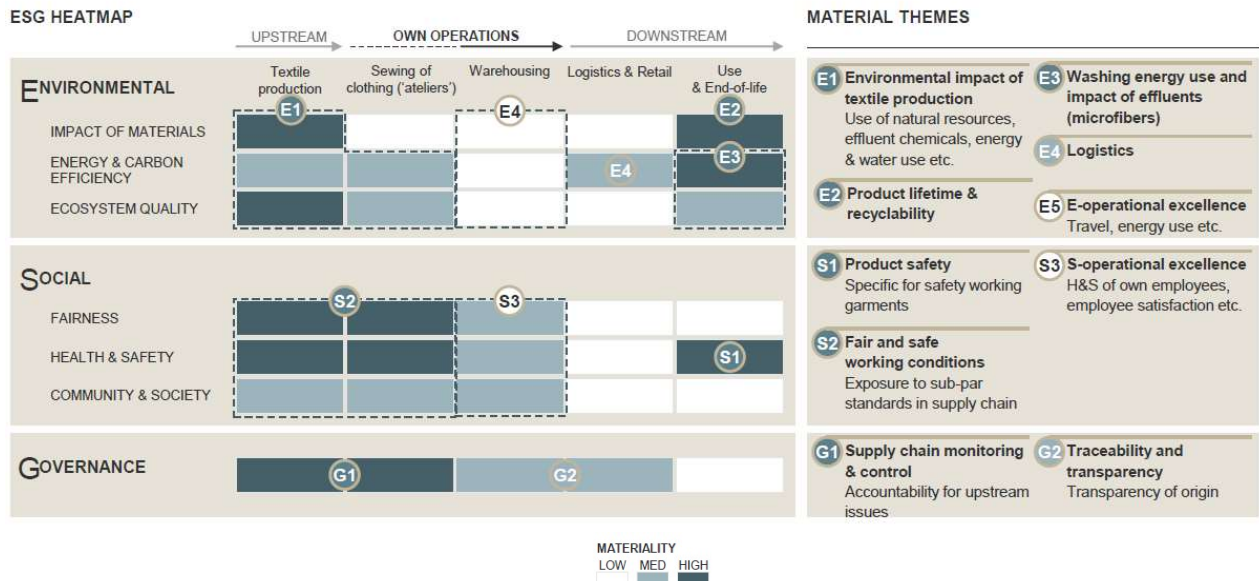 ESG HEATMAP
UPSTREAM
OWN OPERATIONS
DOWNSTREAM
ENVIRONMENTAL
Textile
production
Sewing of
clothing ('ateliers')
Warehousing
Logistics & Retail
Use
& End-of-life
E1
E4
E2
IMPACT OF MATERIALS
ENERGY & CARBON
EFFICIENCY
E4
E3
ECOSYSTEM QUALITY
SOCIAL
S2
S3
FAIRNESS
HEALTH & SAFETY
S1
COMMUNITY & SOCIETY
GOVERNANCE
G1
G2
MATERIALITY
LOW MED HIGH
MATERIAL THEMES
E1 Environmental impact of
textile production
Use of natural resources,
effluent chemicals, energy
& water use etc.
E2 Product lifetime &
recyclability
E3 Washing energy use and
impact of effluents
(microfibers)
E4 Logistics
E5 E-operational excellence
Travel, energy use etc.
S1 Product safety
Specific for safety working
garments
S2 Fair and safe
working conditions
Exposure to sub-par
standards in supply chain
S3 S-operational excellence
H&S of own employees,
employee satisfaction etc.
G1 Supply chain monitoring
& control
Accountability for upstream
issues
G2 Traceability and
transparency
Transparency of origin